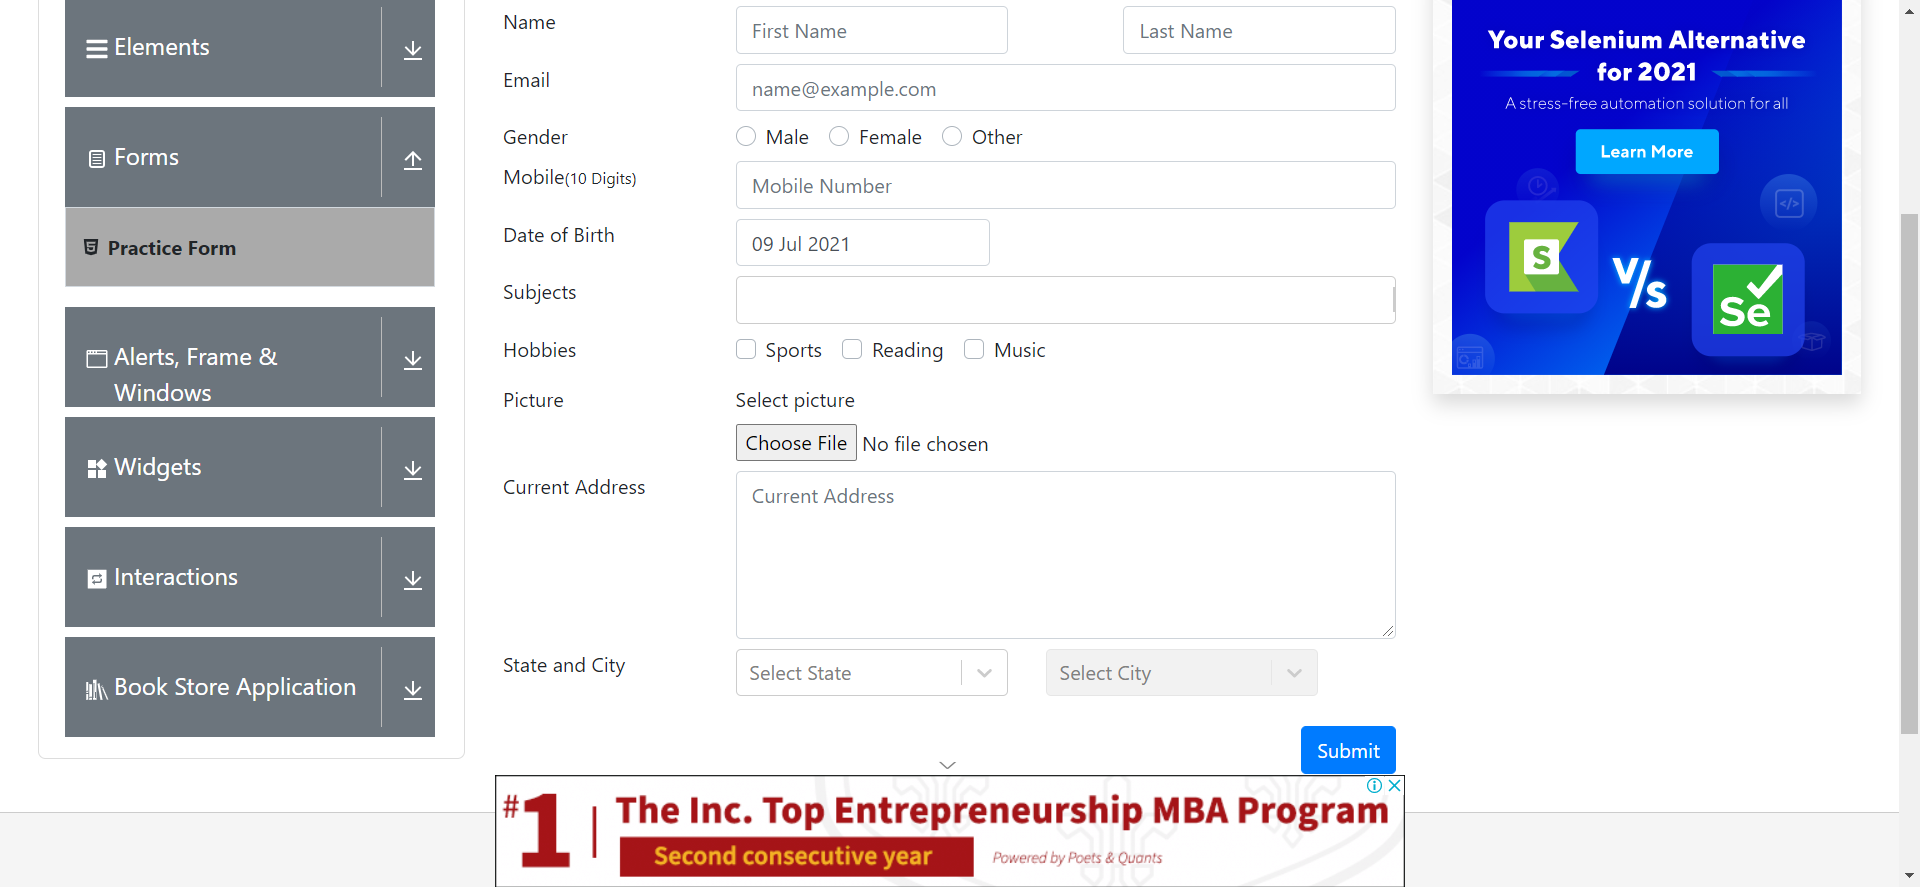 Elements
Forms
Practice Form
Alerts, Frame &
Windows
Widgets
Interactions
Book Store Application
Name
First Name
Last Name
Email
name@example.com
Gender
Male
Female
Other
Mobile(10 Digits)
Mobile Number
Date of Birth
09 Jul 2021
Subjects
Hobbies
Sports
Reading
Music
Picture
Select picture
Choose File No file chosen
Current Address
Current Address
State and City
Select State
Select City
Submit
Your Selenium Alternative
for 2021
A stress-free automation solution for all
Learn More
S
V/s
Se
</>
#1
The Inc. Top Entrepreneurship MBA Program
Second consecutive year
Powered by Poets & Quants